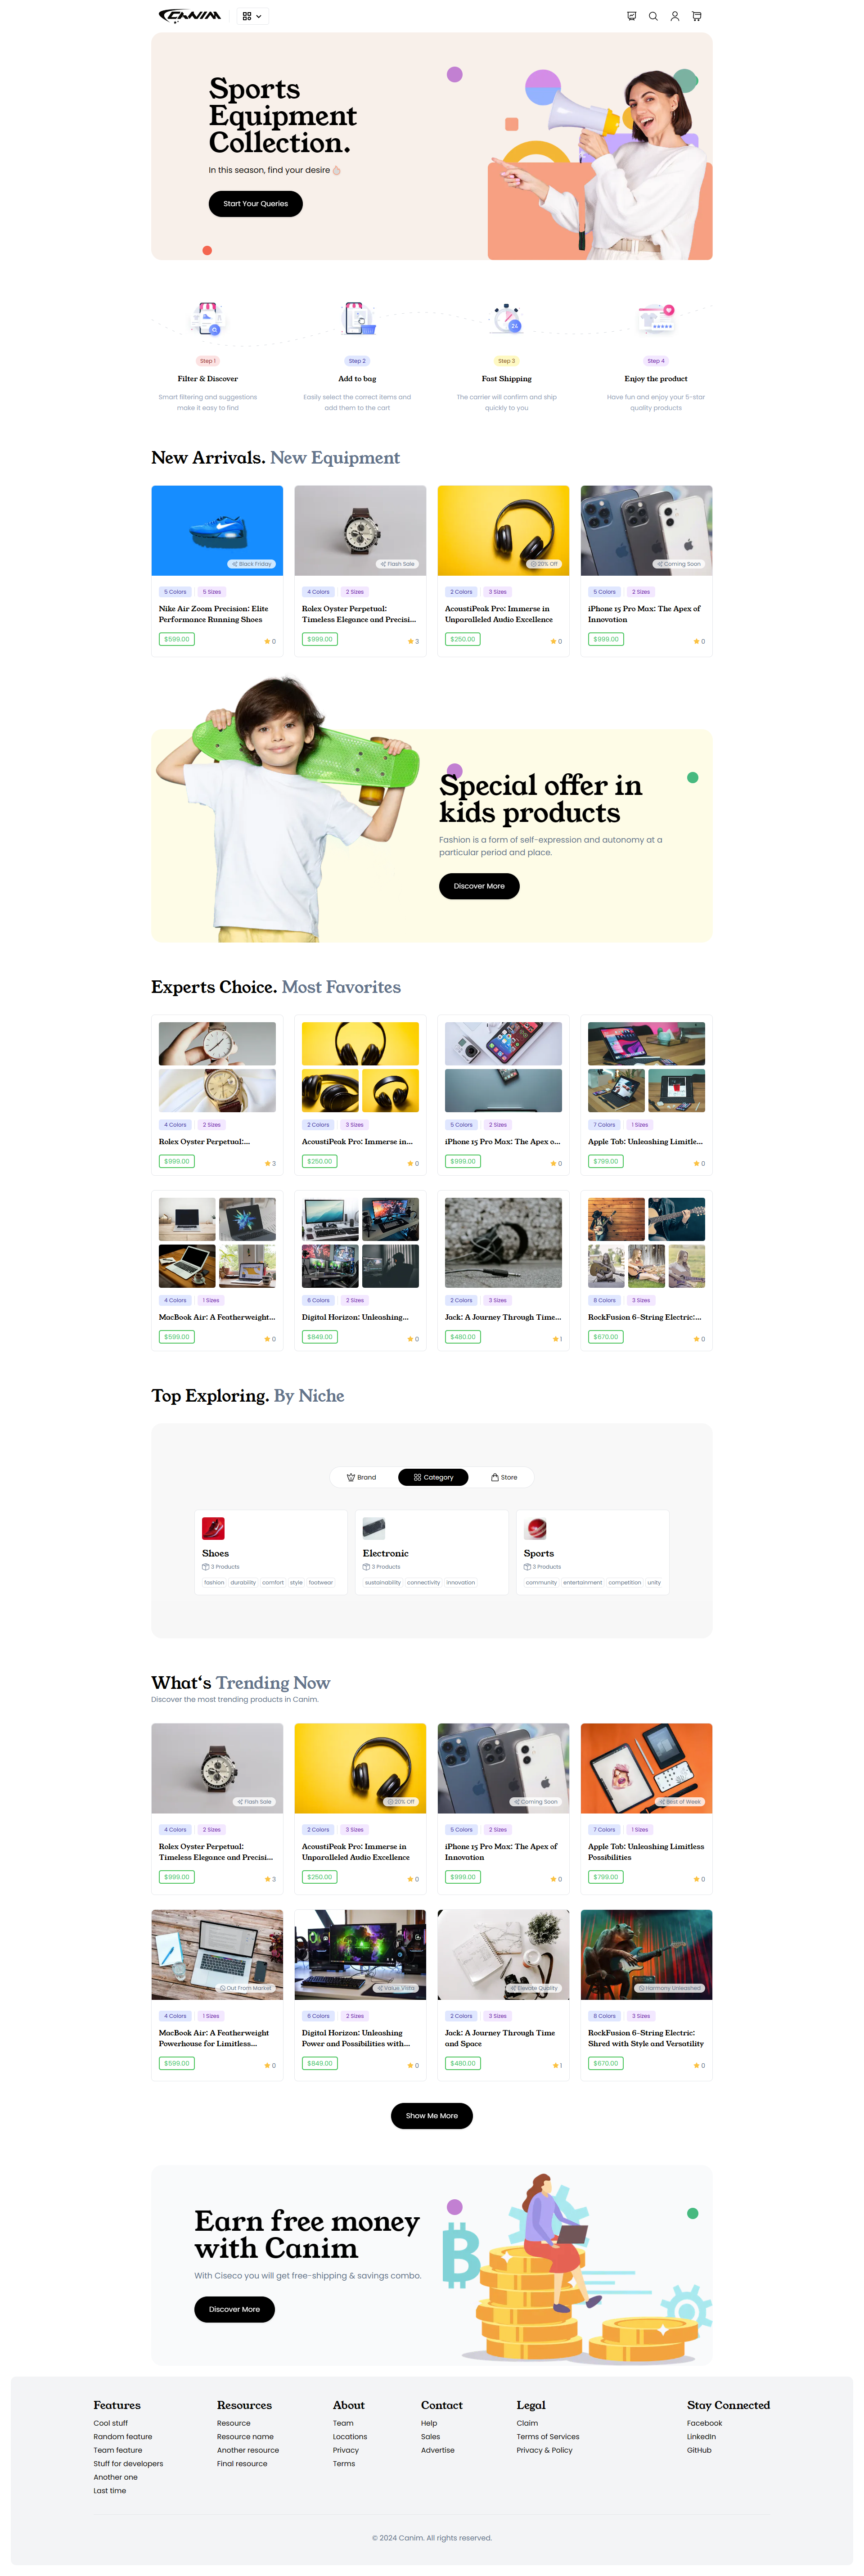 CANIM
Sports
Equipment
Collection.
In this season, find your desire 👌🏻
Start Your Queries
Step 1
Filter & Discover
Smart filtering and suggestions
make it easy to find
Step 2
Add to bag
Easily select the correct items and
add them to the cart
Step 3
Fast Shipping
The carrier will confirm and ship
quickly to you
Step 4
Enjoy the product
Have fun and enjoy your 5-star
quality products
New Arrivals. New Equipment
Black Friday
5 Colors 5 Sizes
Nike Air Zoom Precision: Elite
Performance Running Shoes
$599.00 0
Flash Sale
4 Colors 2 Sizes
Rolex Oyster Perpetual:
Timeless Elegance and Precisi...
$999.00 3
20% Off
2 Colors 3 Sizes
AcoustiPeak Pro: Immerse in
Unparalleled Audio Excellence
$250.00 0
Coming Soon
5 Colors 2 Sizes
iPhone 15 Pro Max: The Apex of
Innovation
$999.00 0
Special offer in
kids products
Fashion is a form of self-expression and autonomy at a
particular period and place.
Discover More
Experts Choice. Most Favorites
4 Colors 2 Sizes
Rolex Oyster Perpetual:...
$999.00 3
2 Colors 3 Sizes
AcoustiPeak Pro: Immerse in...
$250.00 0
5 Colors 2 Sizes
iPhone 15 Pro Max: The Apex o...
$999.00 0
7 Colors 1 Sizes
Apple Tab: Unleashing Limitle...
$799.00 0
4 Colors 1 Sizes
MacBook Air: A Featherweight...
$599.00 0
6 Colors 2 Sizes
Digital Horizon: Unleashing...
$849.00 0
2 Colors 3 Sizes
Jack: A Journey Through Time...
$480.00 1
8 Colors 3 Sizes
RockFusion 6-String Electric:...
$670.00 0
Top Exploring. By Niche
Brand Category Store
Shoes
3 Products
fashion durability comfort style footwear
Electronic
3 Products
sustainability connectivity innovation
Sports
3 Products
community entertainment competition unity
What's Trending Now
Discover the most trending products in Canim.
Flash Sale
4 Colors 2 Sizes
Rolex Oyster Perpetual:
Timeless Elegance and Precisi...
$999.00 3
20% Off
2 Colors 3 Sizes
AcoustiPeak Pro: Immerse in
Unparalleled Audio Excellence
$250.00 0
Coming Soon
5 Colors 2 Sizes
iPhone 15 Pro Max: The Apex of
Innovation
$999.00 0
Best of Week
7 Colors 1 Sizes
Apple Tab: Unleashing Limitless
Possibilities
$799.00 0
Out From Market
4 Colors 1 Sizes
MacBook Air: A Featherweight
Powerhouse for Limitless...
$599.00 0
Value Vista
6 Colors 2 Sizes
Digital Horizon: Unleashing
Power and Possibilities with...
$849.00 0
Elevate Quality
2 Colors 3 Sizes
Jack: A Journey Through Time
and Space
$480.00 1
Harmony Unleashed
8 Colors 3 Sizes
RockFusion 6-String Electric:
Shred with Style and Versatility
$670.00 0
Show Me More
Earn free money
with Canim
With Ciseco you will get free-shipping & savings combo.
Discover More
Features
Cool stuff
Random feature
Team feature
Stuff for developers
Another one
Last time
Resources
Resource
Resource name
Another resource
Final resource
About
Team
Locations
Privacy
Terms
Contact
Help
Sales
Advertise
Legal
Claim
Terms of Services
Privacy & Policy
Stay Connected
Facebook
LinkedIn
GitHub
© 2024 Canim. All rights reserved.